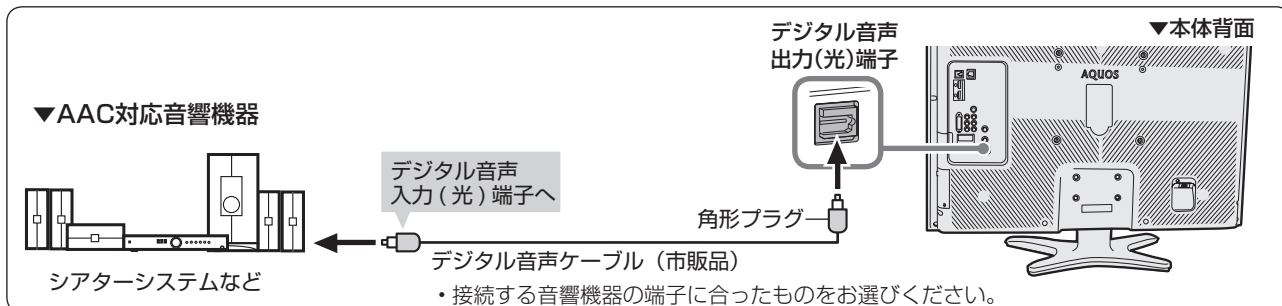 デジタル音声
出力(光)端子
▼本体背面
AQUOS
▼AAC対応音響機器
デジタル音声
入力(光)端子へ
角形プラグ
デジタル音声ケーブル（市販品）
シアターシステムなど
・接続する音響機器の端子に合ったものをお選びください。